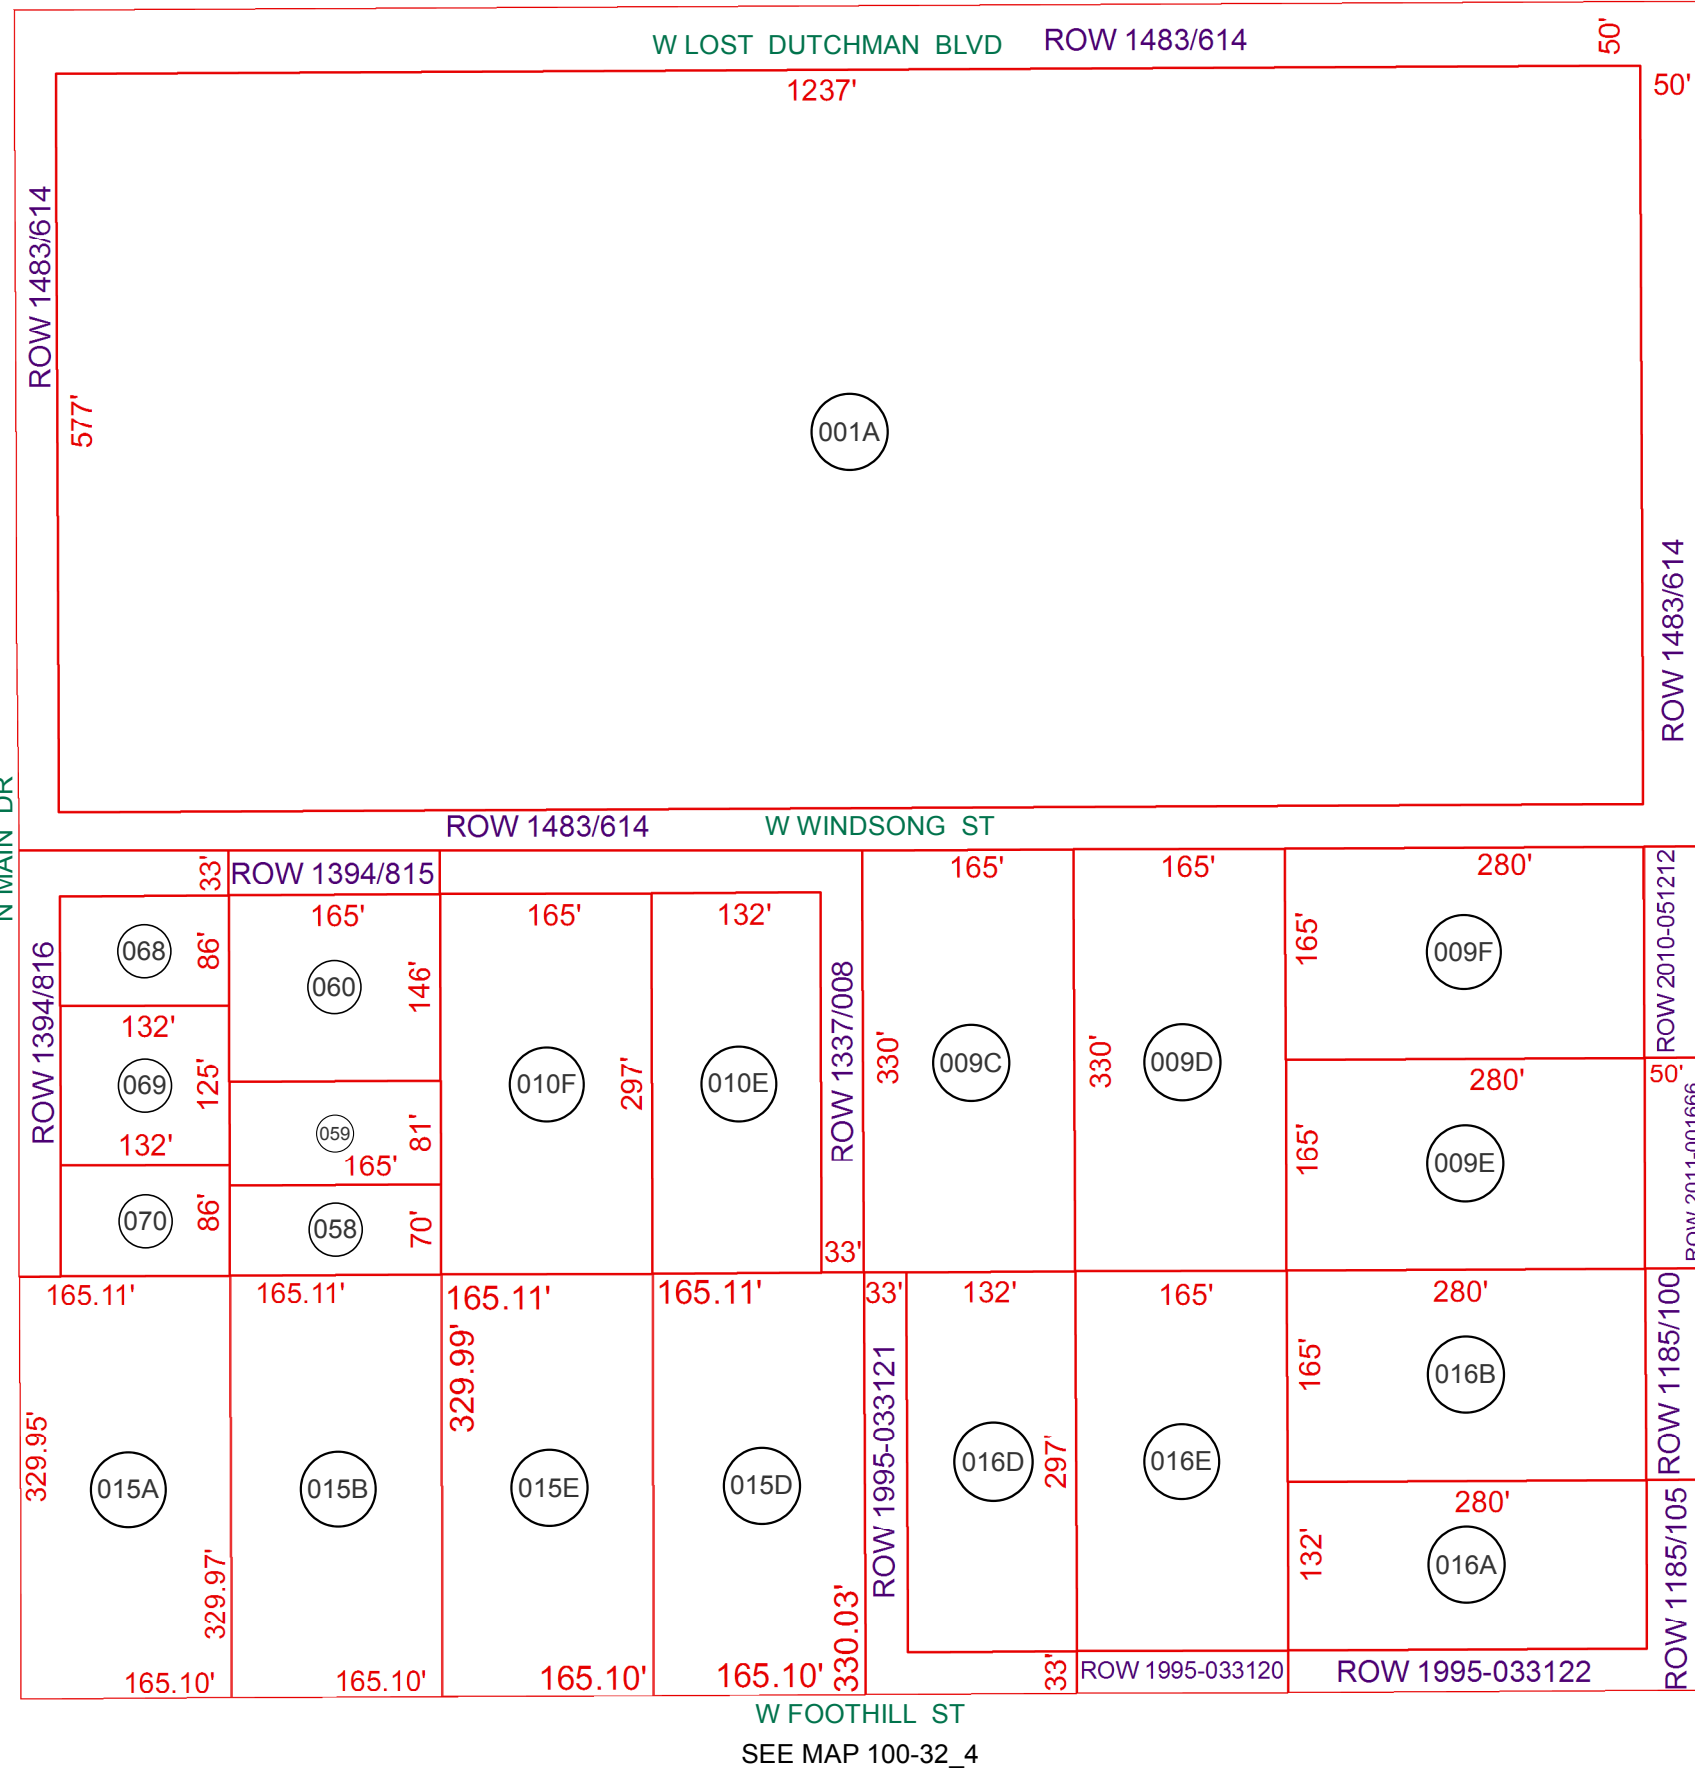 W LOST DUTCHMAN BLVD ROW 1483/614
50'
1237'
50'
ROW 1483/614
577'
001A
ROW 1483/614
N MAIN DR
ROW 1483/614 W WINDSONG ST
33'
ROW 1394/815
165'
165'
280'
ROW 2010-051212
165'
165'
132'
068
86'
060
146'
165'
009F
ROW 1394/816
132'
069
125'
010F
297'
010E
ROW 1337/008
330'
009C
330'
009D
280'
50'
059
81'
132'
165'
165'
009E
ROW 2011-001666
070
86'
058
70'
33'
165.11'
165.11'
165.11'
165.11'
33'
132'
165'
280'
ROW 1185/100
329.99'
165'
016B
ROW 1995-033121
329.95'
015A
015B
015E
015D
016D
297'
016E
280'
132'
016A
ROW 1185/105
329.97'
330.03'
165.10'
165.10'
165.10'
165.10'
33'
ROW 1995-033120
ROW 1995-033122
W FOOTHILL ST
SEE MAP 100-32_4